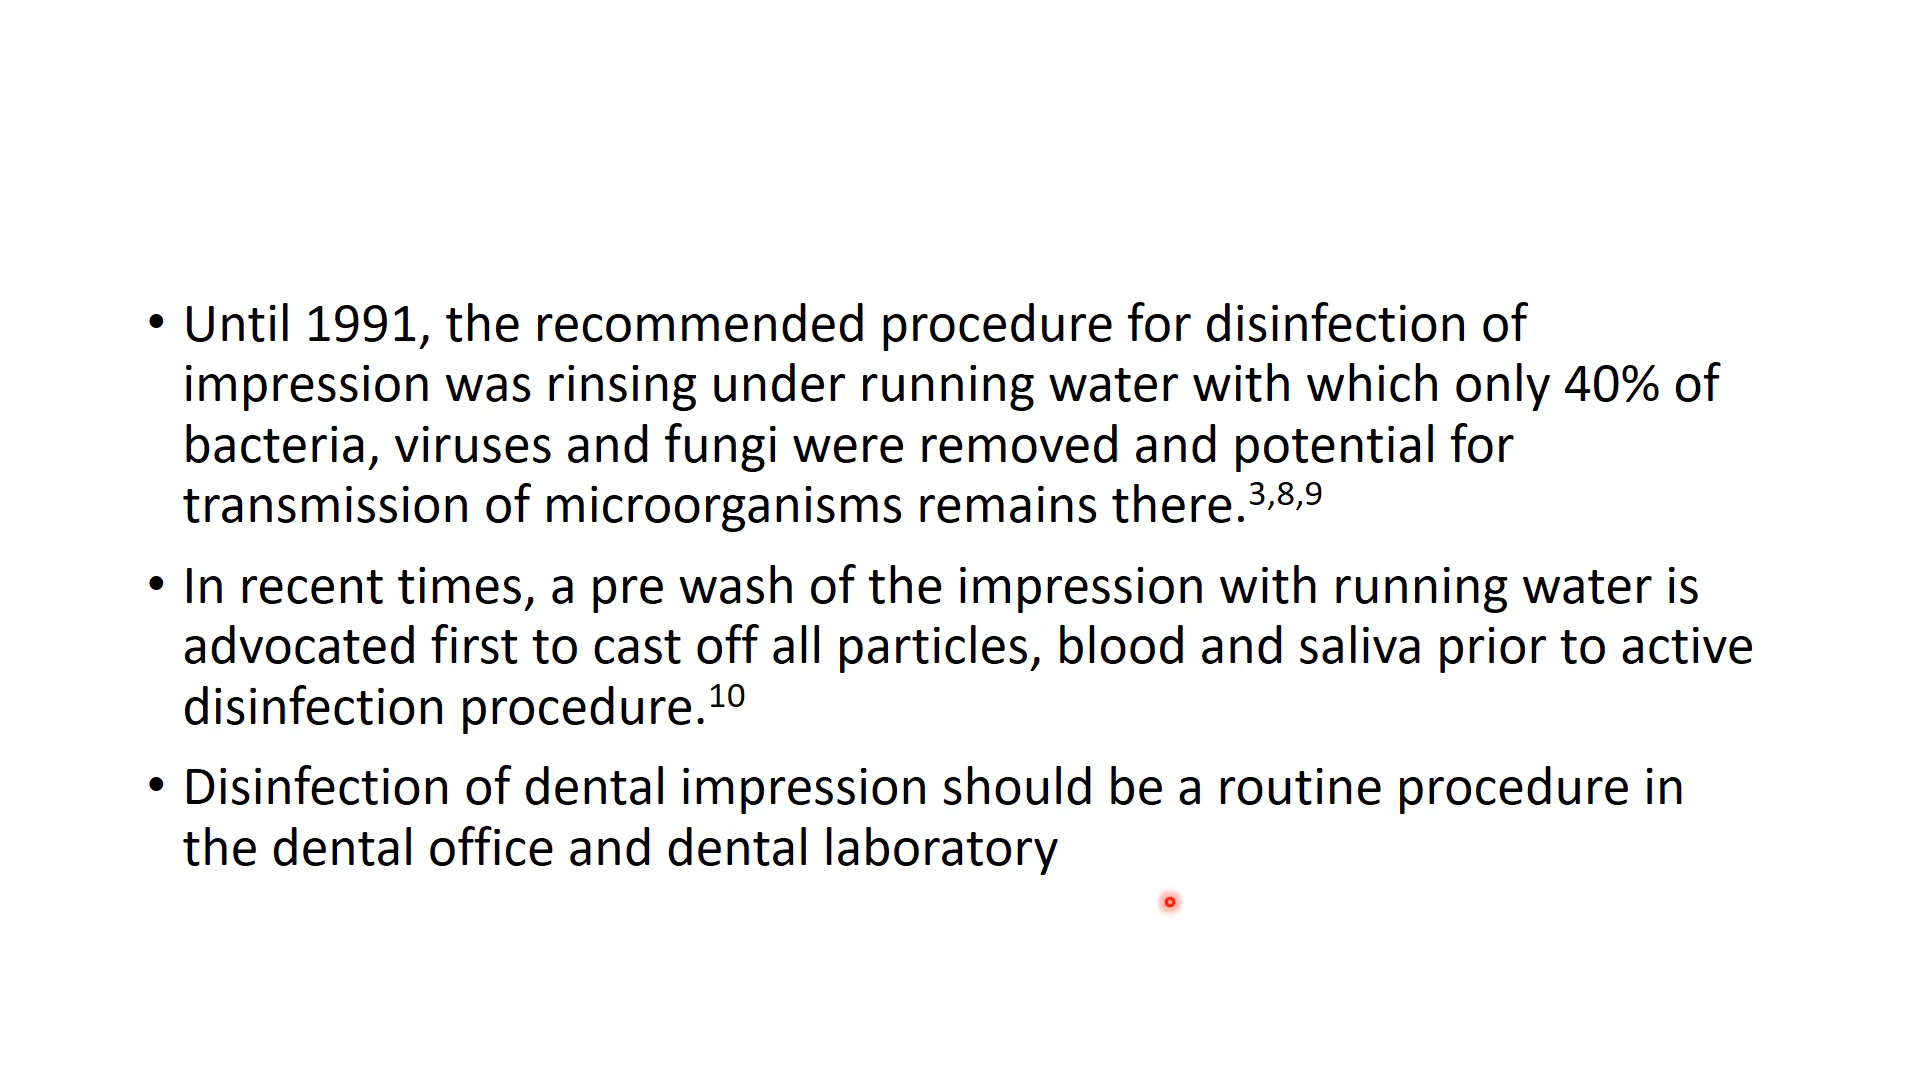 • Until 1991, the recommended procedure for disinfection of
impression was rinsing under running water with which only 40% of
bacteria, viruses and fungi were removed and potential for
transmission of microorganisms remains there.3,8,9
• In recent times, a pre wash of the impression with running water is
advocated first to cast off all particles, blood and saliva prior to active
disinfection procedure.10
• Disinfection of dental impression should be a routine procedure in
the dental office and dental laboratory